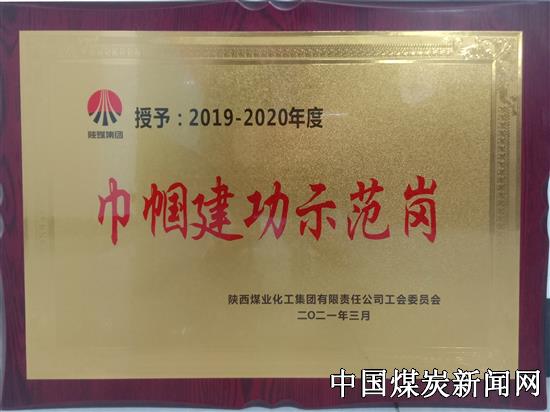 陕煤集团
授予：2019-2020年度
巾帼建功示范岗
陕西煤业化工集团有限责任公司工会委员会
二〇二一年三月
中国煤炭新闻网